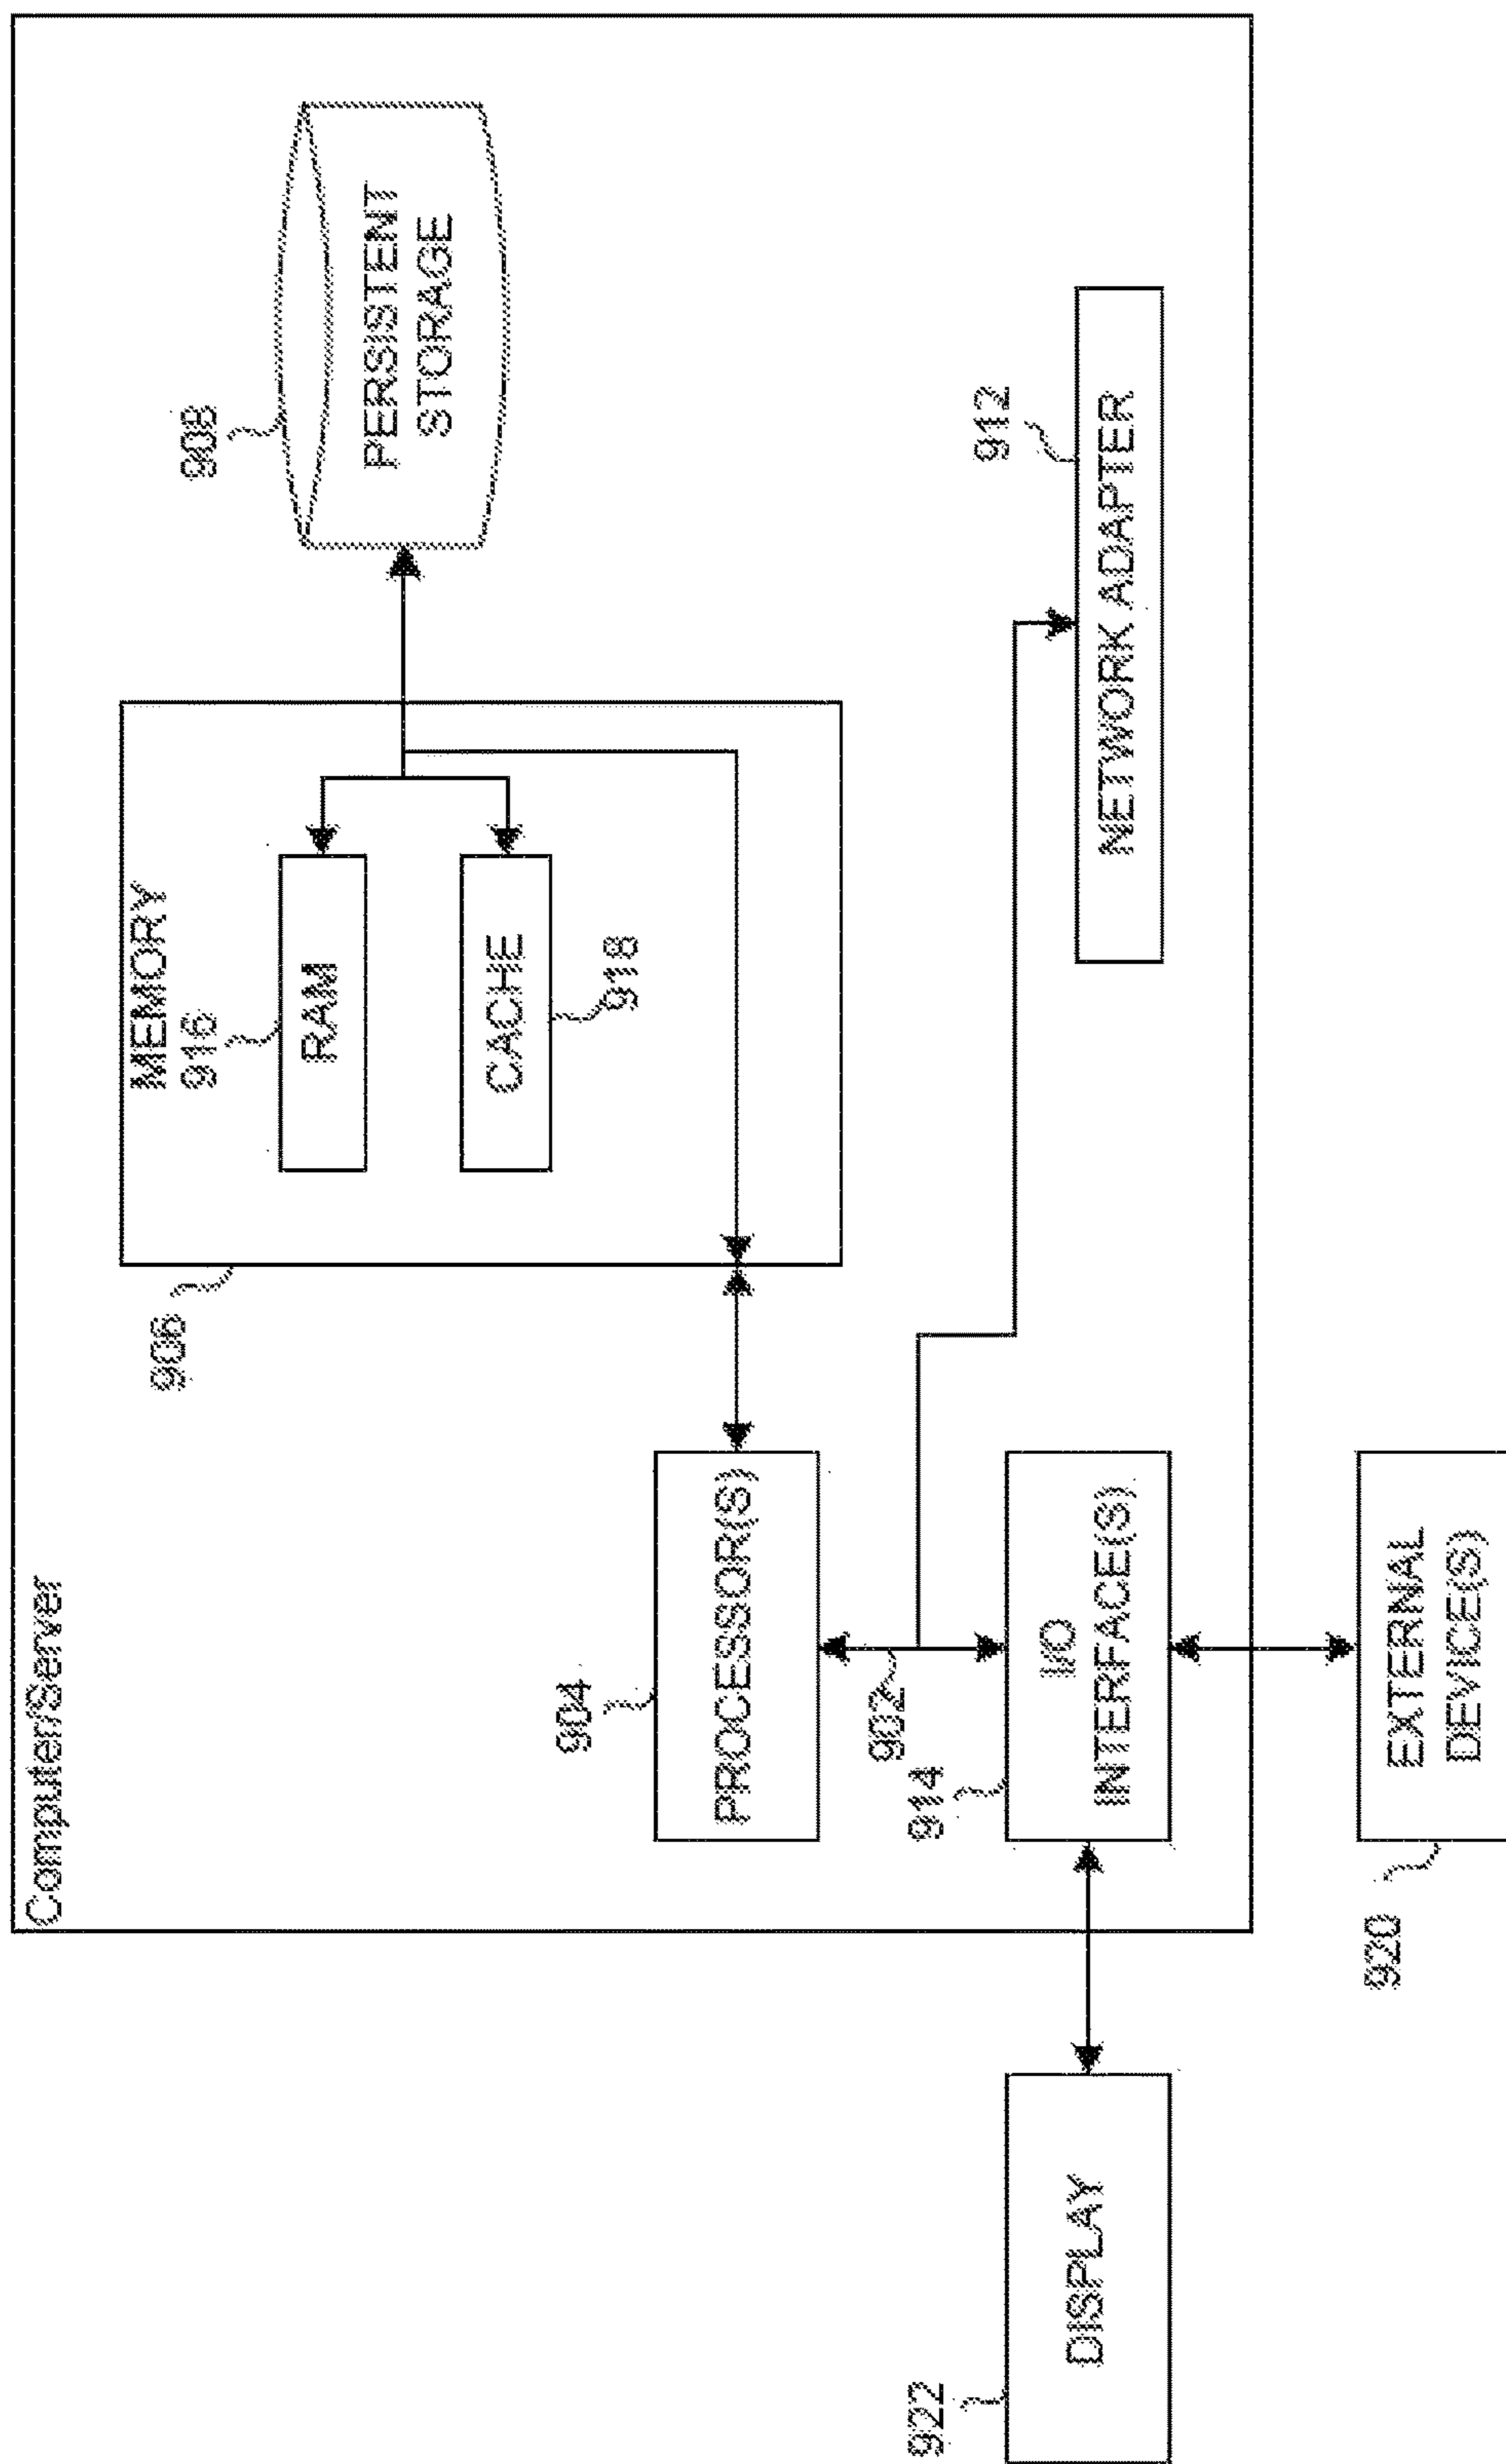 Computer/Server
MEMORY
906
916
RAM
CACHE
918
908
PERSISTENT
STORAGE
904
PROCESSOR(S)
902
914
I/O
INTERFACE(S)
912
NETWORK ADAPTER
922
DISPLAY
920
EXTERNAL
DEVICE(S)